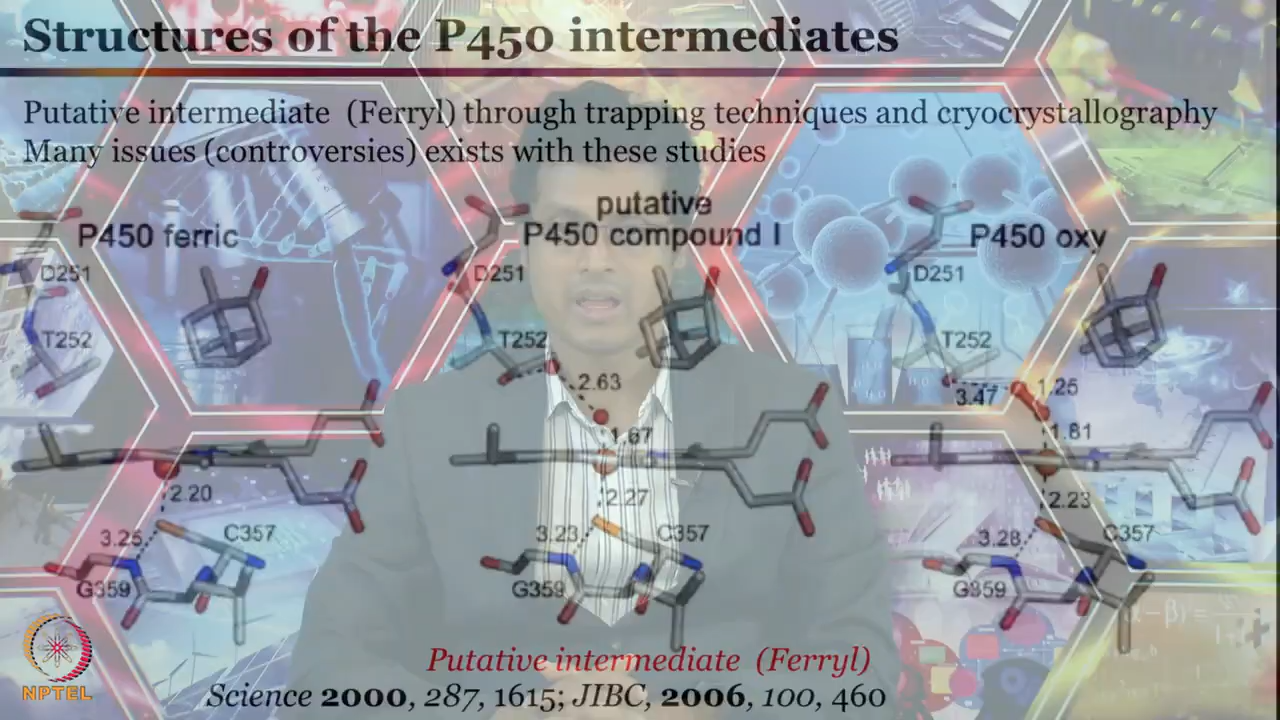 Structures of the P450 intermediates
Putative intermediate (Ferryl) through trapping techniques and cryocrystallography
Many issues (controversies) exists with these studies
P450 ferric
D251
T252
2.20
3.25
C357
G359
putative
P450 compound I
D251
T252
2.63
1.67
2.27
3.23
C357
G359
P450 oxy
D251
T252
3.47
1.25
1.81
2.23
3.28
C357
G359
Putative intermediate (Ferryl)
Science 2000, 287, 1615; JIBC, 2006, 100, 460
NPTEL